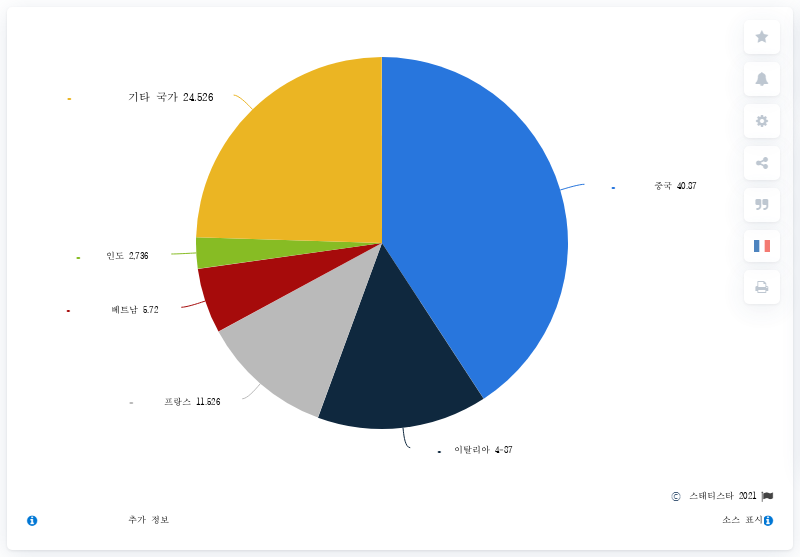 기타 국가 24.526
중국 40.87
인도 2,736
베트남 5.72
프랑스 11.526
이탈리아 4-87
© 스태티스타 2021
추가 정보
소스 표시